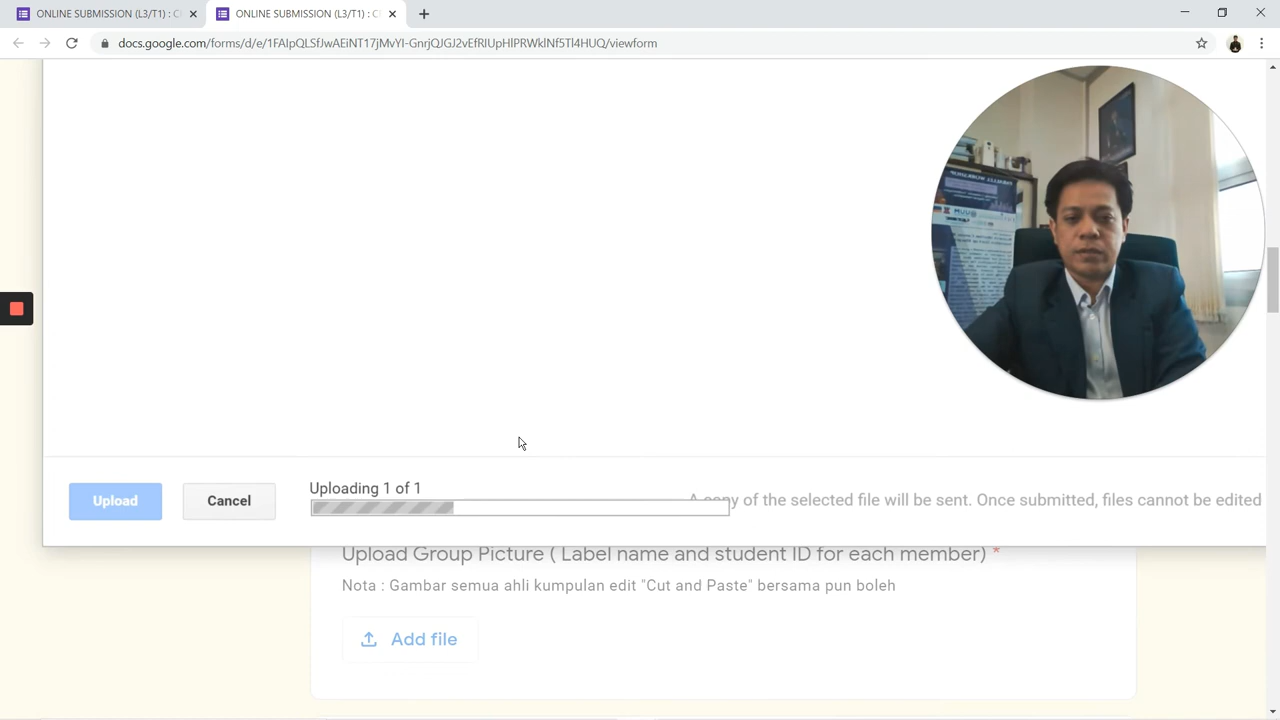 ONLINE SUBMISSION (L3/T1) : C
ONLINE SUBMISSION (L3/T1) : C
docs.google.com/forms/d/e/1FAIpQLSfJwAEiNT17jMvYI-GnrjQJGJ2vEfRIUpHlPRWklNf5Tl4HUQ/viewform
Upload
Cancel
Uploading 1 of 1
A copy of the selected file will be sent. Once submitted, files cannot be edited
Upload Group Picture ( Label name and student ID for each member) *
Nota : Gambar semua ahli kumpulan edit "Cut and Paste" bersama pun boleh
Add file